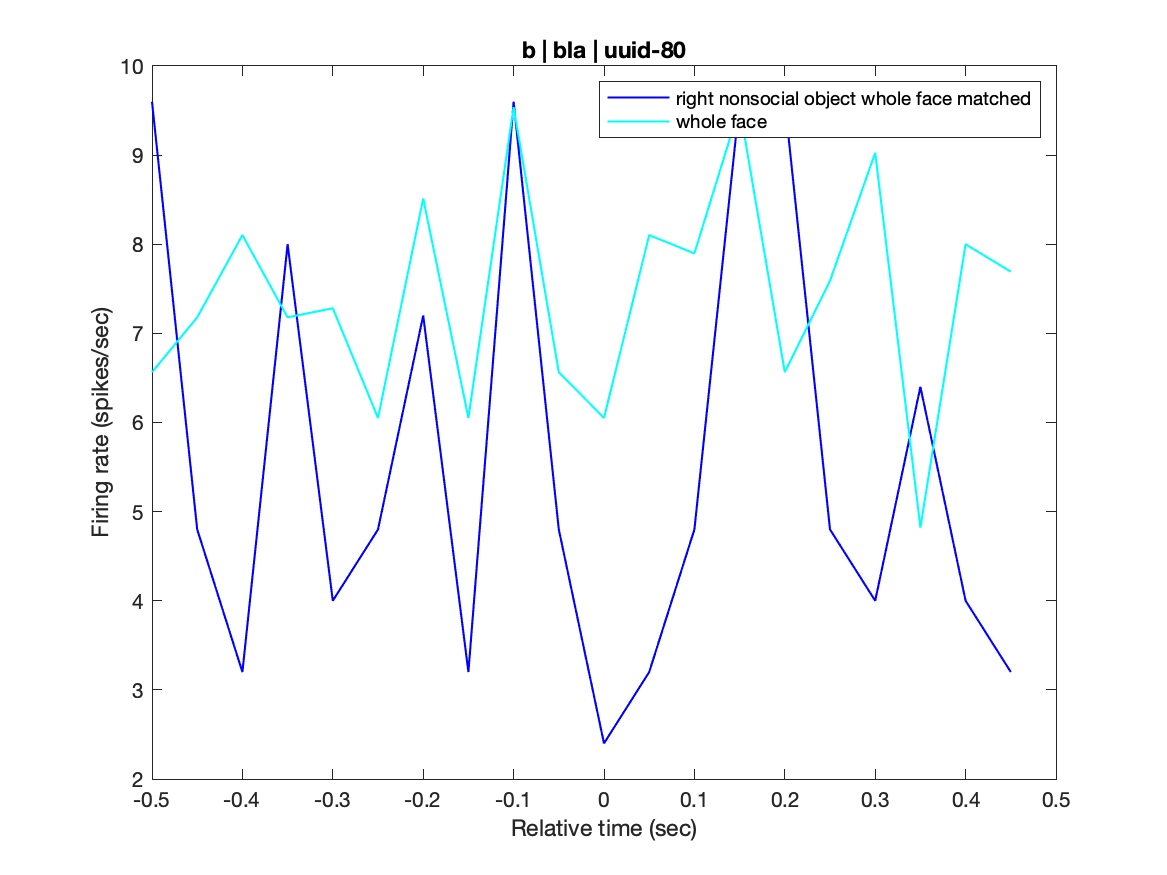 b | bla | uuid-80
right nonsocial object whole face matched
whole face
10
9
8
7
6
5
4
3
2
Firing rate (spikes/sec)
-0.5 -0.4 -0.3 -0.2 -0.1 0 0.1 0.2 0.3 0.4 0.5
Relative time (sec)